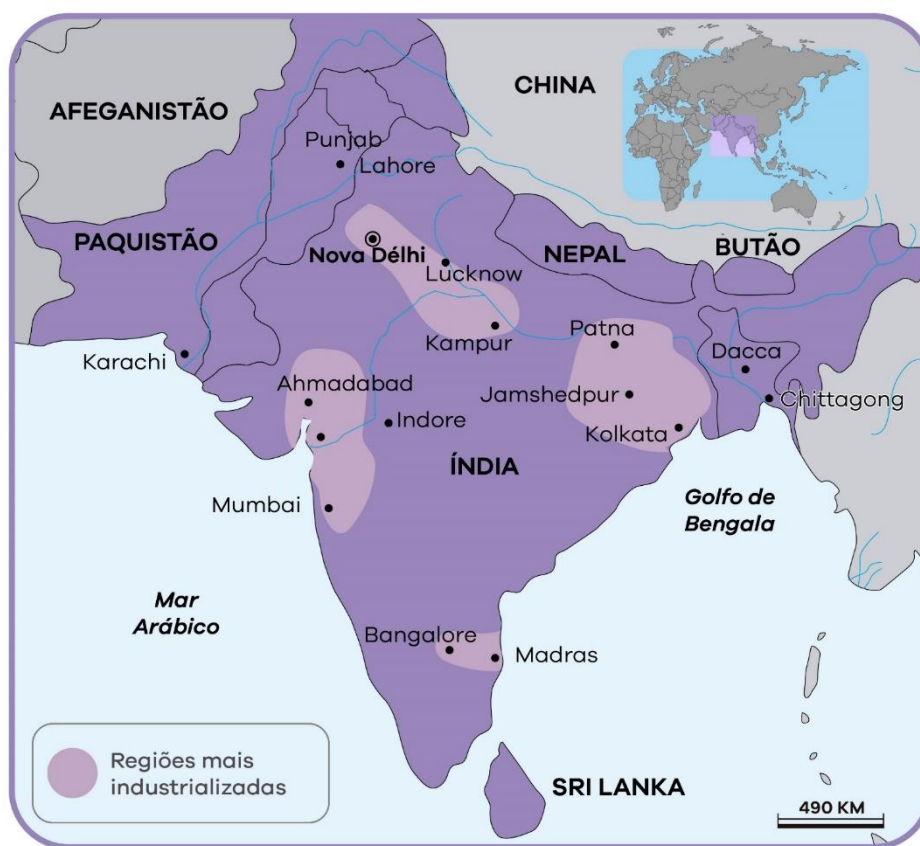 CHINA
AFEGANISTÃO
Punjab
Lahore
PAQUISTÃO
Nova Délhi
NEPAL
BUTÃO
Lucknow
Kampur
Patna
Dacca
Karachi
Ahmadabad
Jamshedpur
Chittagong
Indore
Kolkata
ÍNDIA
Mumbai
Golfo de
Bengala
Mar
Arábico
Bangalore
Madras
Regiões mais
industrializadas
SRI LANKA
490 KM